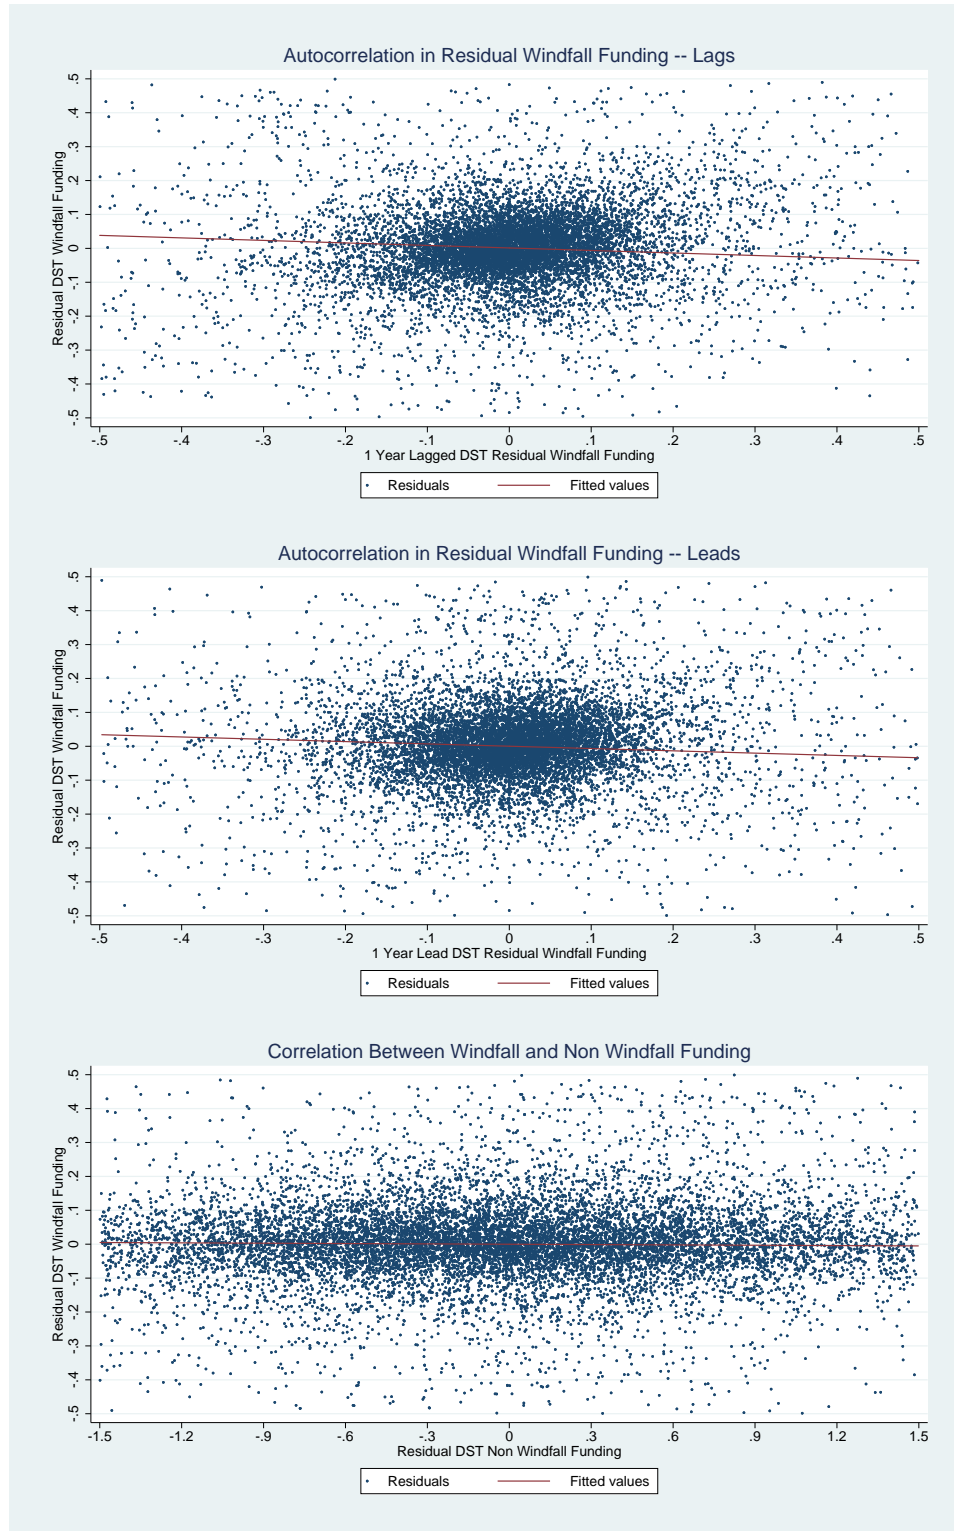 Autocorrelation in Residual Windfall Funding -- Lags
Residual DST Windfall Funding
.5
.4
.3
.2
.1
0
-.1
-.2
-.3
-.4
-.5
-.5 -.4 -.3 -.2 -.1 0 .1 .2 .3 .4 .5
1 Year Lagged DST Residual Windfall Funding
Residuals Fitted values
Autocorrelation in Residual Windfall Funding -- Leads
Residual DST Windfall Funding
.5
.4
.3
.2
.1
0
-.1
-.2
-.3
-.4
-.5
-.5 -.4 -.3 -.2 -.1 0 .1 .2 .3 .4 .5
1 Year Lead DST Residual Windfall Funding
Residuals Fitted values
Correlation Between Windfall and Non Windfall Funding
Residual DST Windfall Funding
.5
.4
.3
.2
.1
0
-.1
-.2
-.3
-.4
-.5
-1.5 -1.2 -.9 -.6 -.3 0 .3 .6 .9 1.2 1.5
Residual DST Non Windfall Funding
Residuals Fitted values